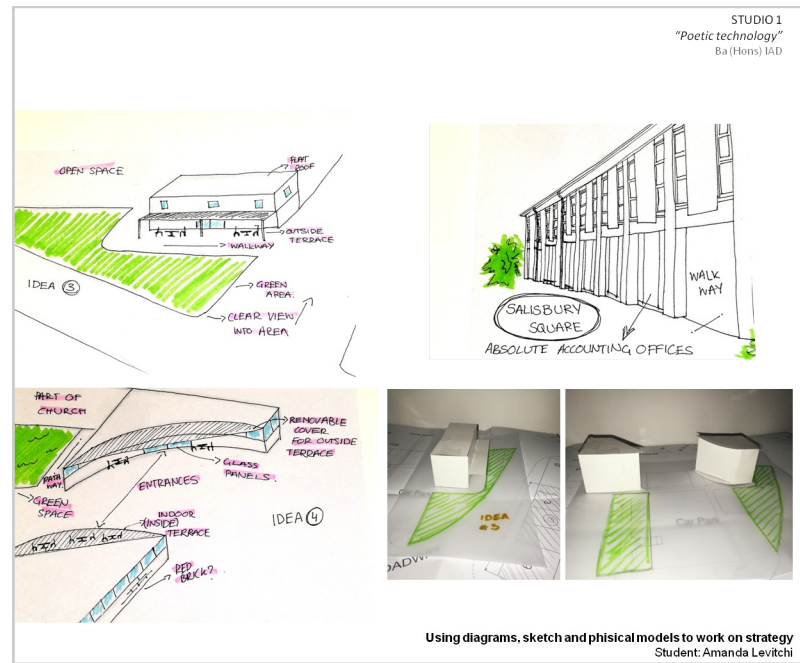 STUDIO 1
“Poetic technology”
Ba (Hons) IAD
OPEN SPACE
FLAT
ROOF
OUTSIDE
TERRACE
WALKWAY
IDEA 3
GREEN
AREA.
CLEAR VIEW
INTO AREA
WALK
WAY
SALISBURY
SQUARE
ABSOLUTE ACCOUNTING OFFICES
PART OF
CHURCH
REMOVABLE
COVER
FOR OUTSIDE
TERRACE
PATH
WAY.
GLASS
PANELS.
ENTRANCES
GREEN
SPACE
INDOOR
(INSIDE)
TERRACE
IDEA 4
RED
BRICK?
IDEA
#3
Car Park
OADWAY
Using diagrams, sketch and phisical models to work on strategy
Student: Amanda Levitchi